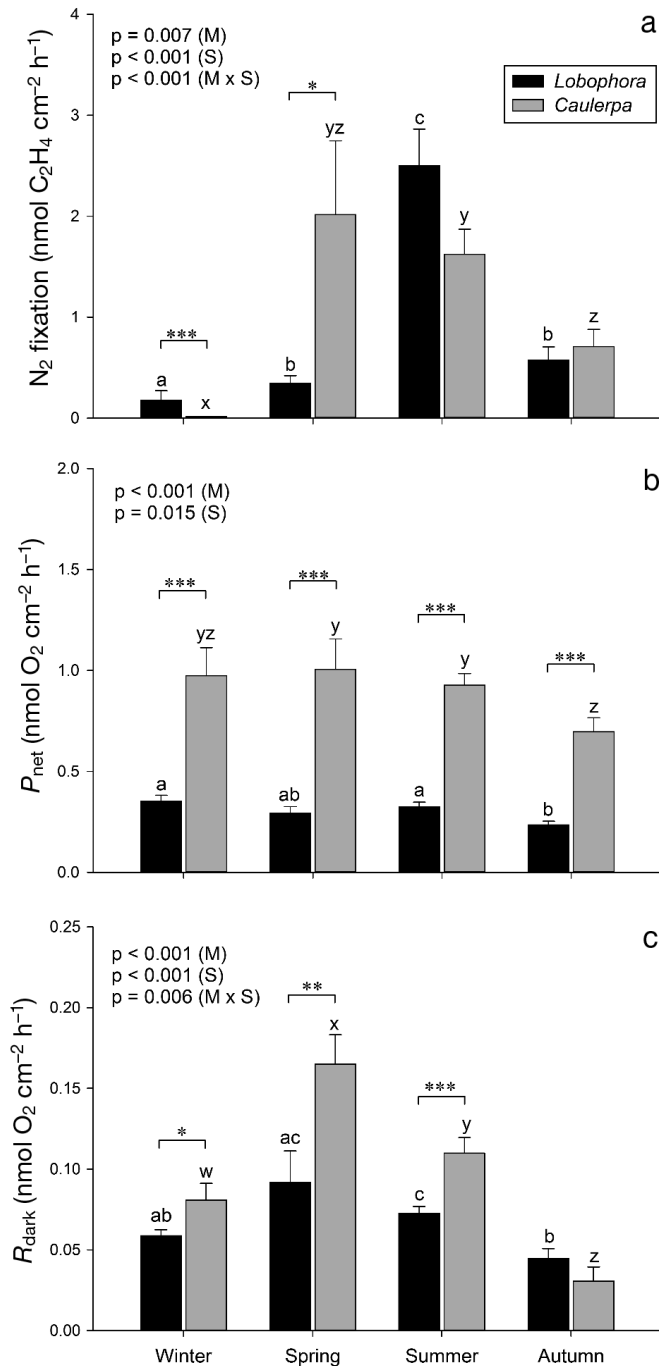 a
p = 0.007 (M)
p < 0.001 (S)
p < 0.001 (M x S)
Lobophora
Caulerpa
N₂ fixation (nmol C₂H₄ cm⁻² h⁻¹)
4
3
2
1
0
*
yz
c
y
***
a
x
b
b
z
b
p < 0.001 (M)
p = 0.015 (S)
Pnet (nmol O₂ cm⁻² h⁻¹)
2.0
1.5
1.0
0.5
0.0
***
***
***
***
yz
y
y
z
a
ab
a
b
c
p < 0.001 (M)
p < 0.001 (S)
p = 0.006 (M x S)
Rdark (nmol O₂ cm⁻² h⁻¹)
0.25
0.20
0.15
0.10
0.05
0.00
**
x
***
y
*
w
ab
ac
c
b
z
Winter Spring Summer Autumn